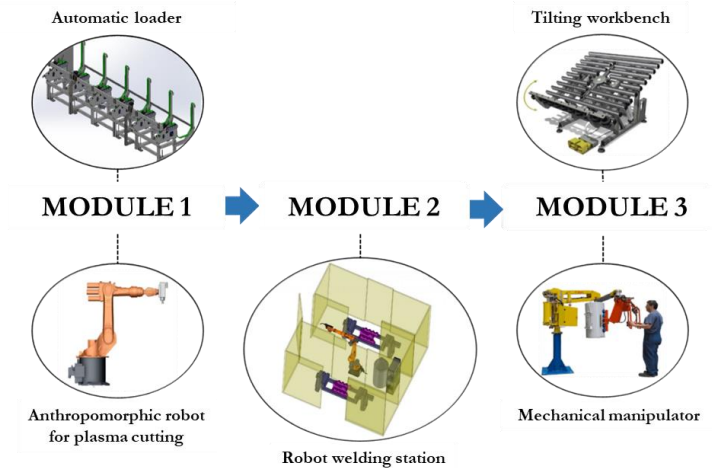 Automatic loader
Tilting workbench
MODULE 1
MODULE 2
MODULE 3
Anthropomorphic robot
for plasma cutting
Robot welding station
Mechanical manipulator